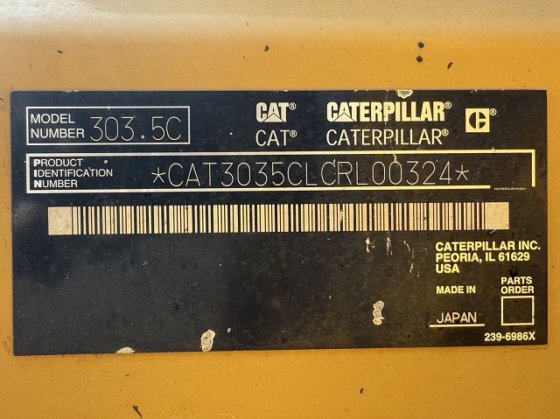 MODEL NUMBER 303.5C
CAT® CATERPILLAR® C®
CAT® CATERPILLAR®
PRODUCT IDENTIFICATION NUMBER
*CAT3035CLCRL00324*
CATERPILLAR INC.
PEORIA, IL 61629
USA
MADE IN
JAPAN
PARTS ORDER
239-6986X